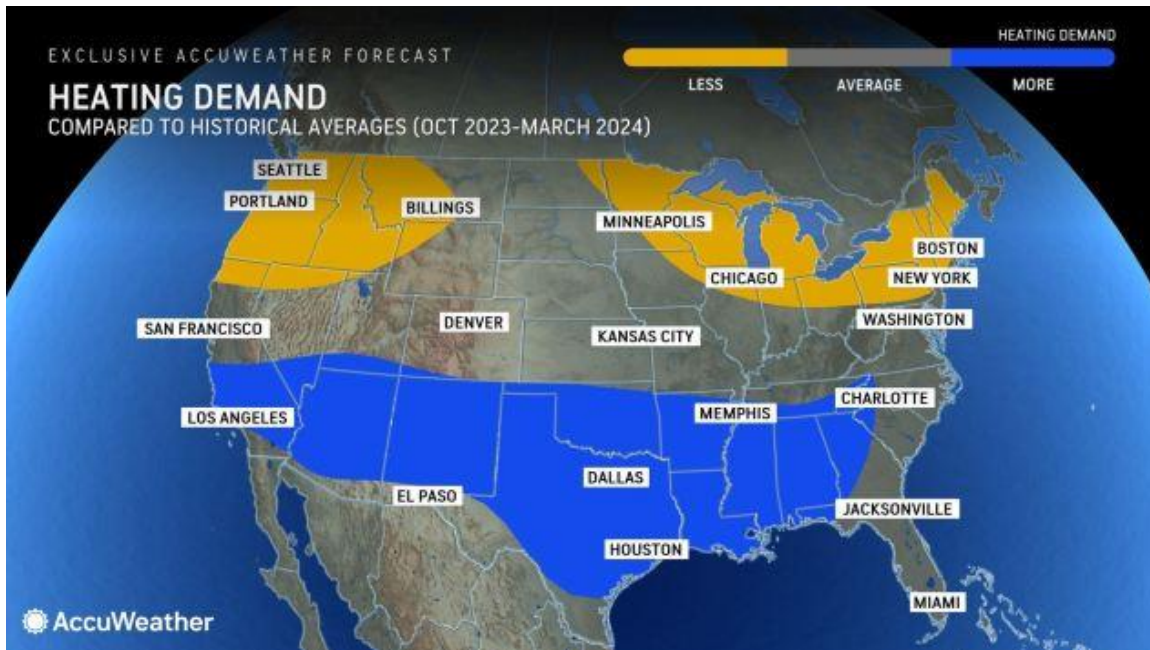 EXCLUSIVE ACCUWEATHER FORECAST
HEATING DEMAND
COMPARED TO HISTORICAL AVERAGES (OCT 2023-MARCH 2024)
HEATING DEMAND
LESS AVERAGE MORE
SEATTLE
PORTLAND
BILLINGS
MINNEAPOLIS
BOSTON
CHICAGO
NEW YORK
SAN FRANCISCO
DENVER
KANSAS CITY
WASHINGTON
LOS ANGELES
MEMPHIS
CHARLOTTE
EL PASO
DALLAS
JACKSONVILLE
HOUSTON
MIAMI
AccuWeather